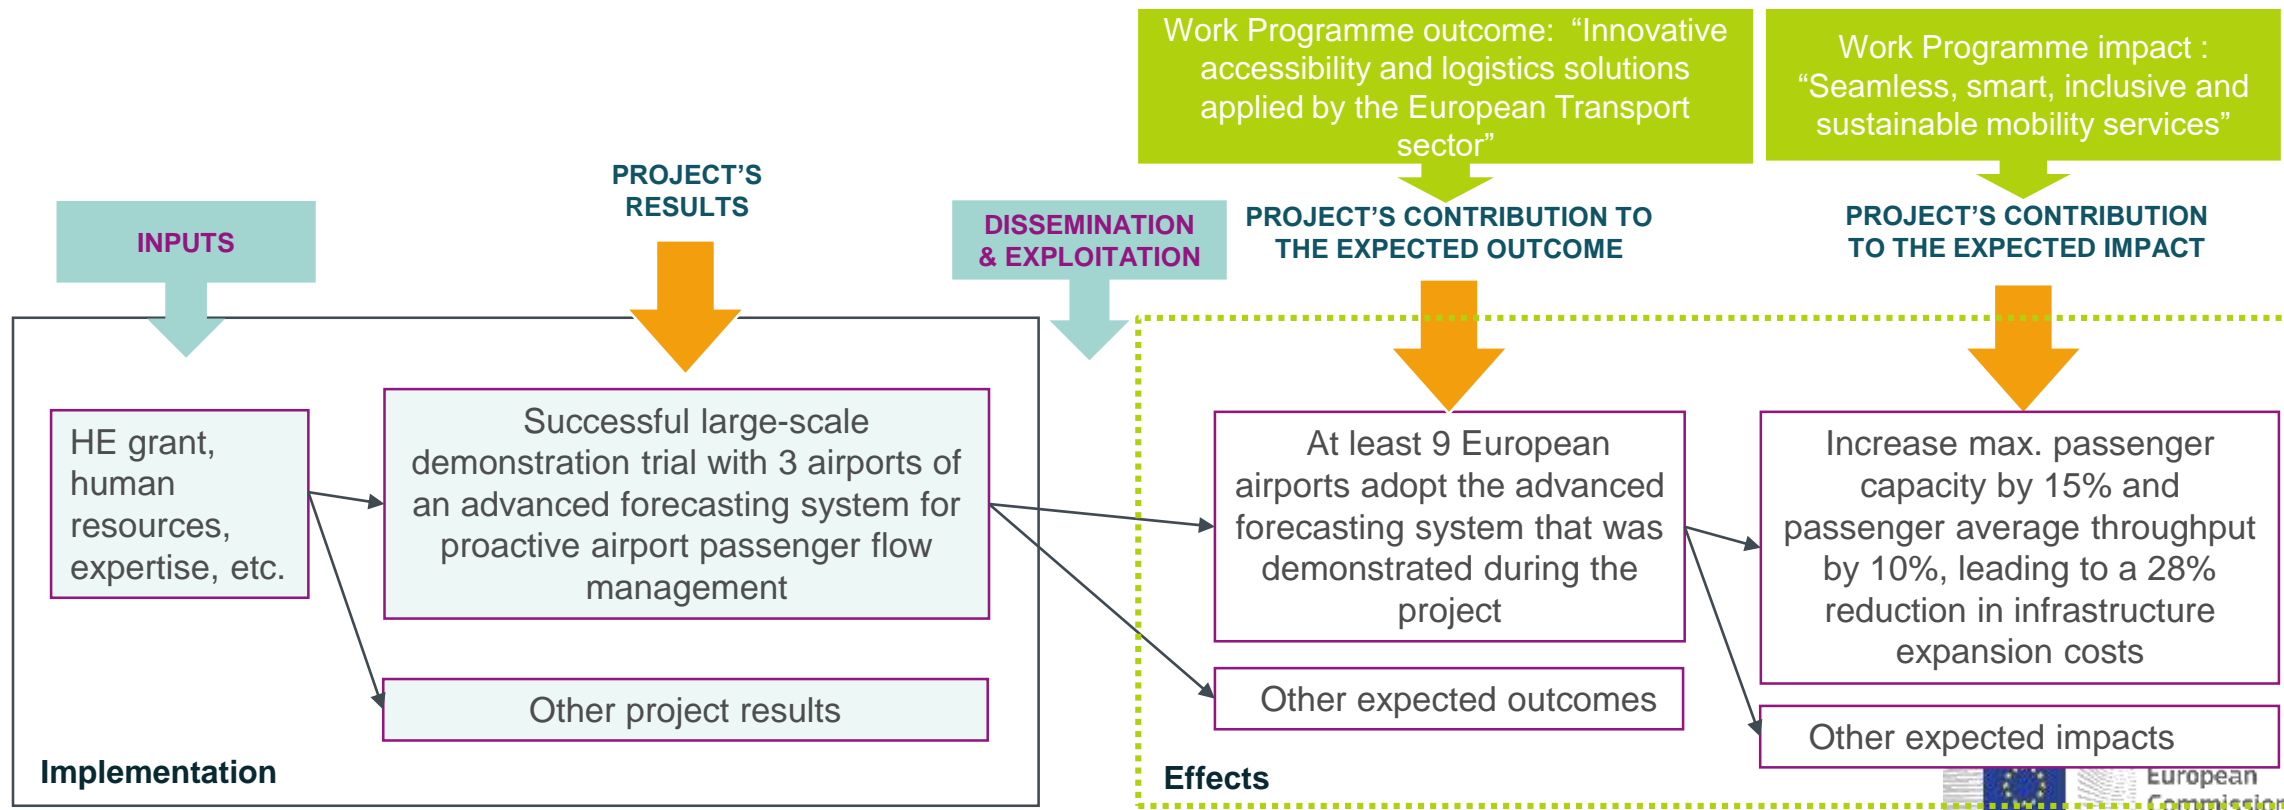 Work Programme outcome: “Innovative
accessibility and logistics solutions
applied by the European Transport
sector”
Work Programme impact :
“Seamless, smart, inclusive and
sustainable mobility services”
INPUTS
PROJECT’S
RESULTS
DISSEMINATION
& EXPLOITATION
PROJECT’S CONTRIBUTION TO
THE EXPECTED OUTCOME
PROJECT’S CONTRIBUTION
TO THE EXPECTED IMPACT
HE grant,
human
resources,
expertise, etc.
Successful large-scale
demonstration trial with 3 airports of
an advanced forecasting system for
proactive airport passenger flow
management
Other project results
Implementation
At least 9 European
airports adopt the advanced
forecasting system that was
demonstrated during the
project
Other expected outcomes
Increase max. passenger
capacity by 15% and
passenger average throughput
by 10%, leading to a 28%
reduction in infrastructure
expansion costs
Other expected impacts
Effects
European
Commission